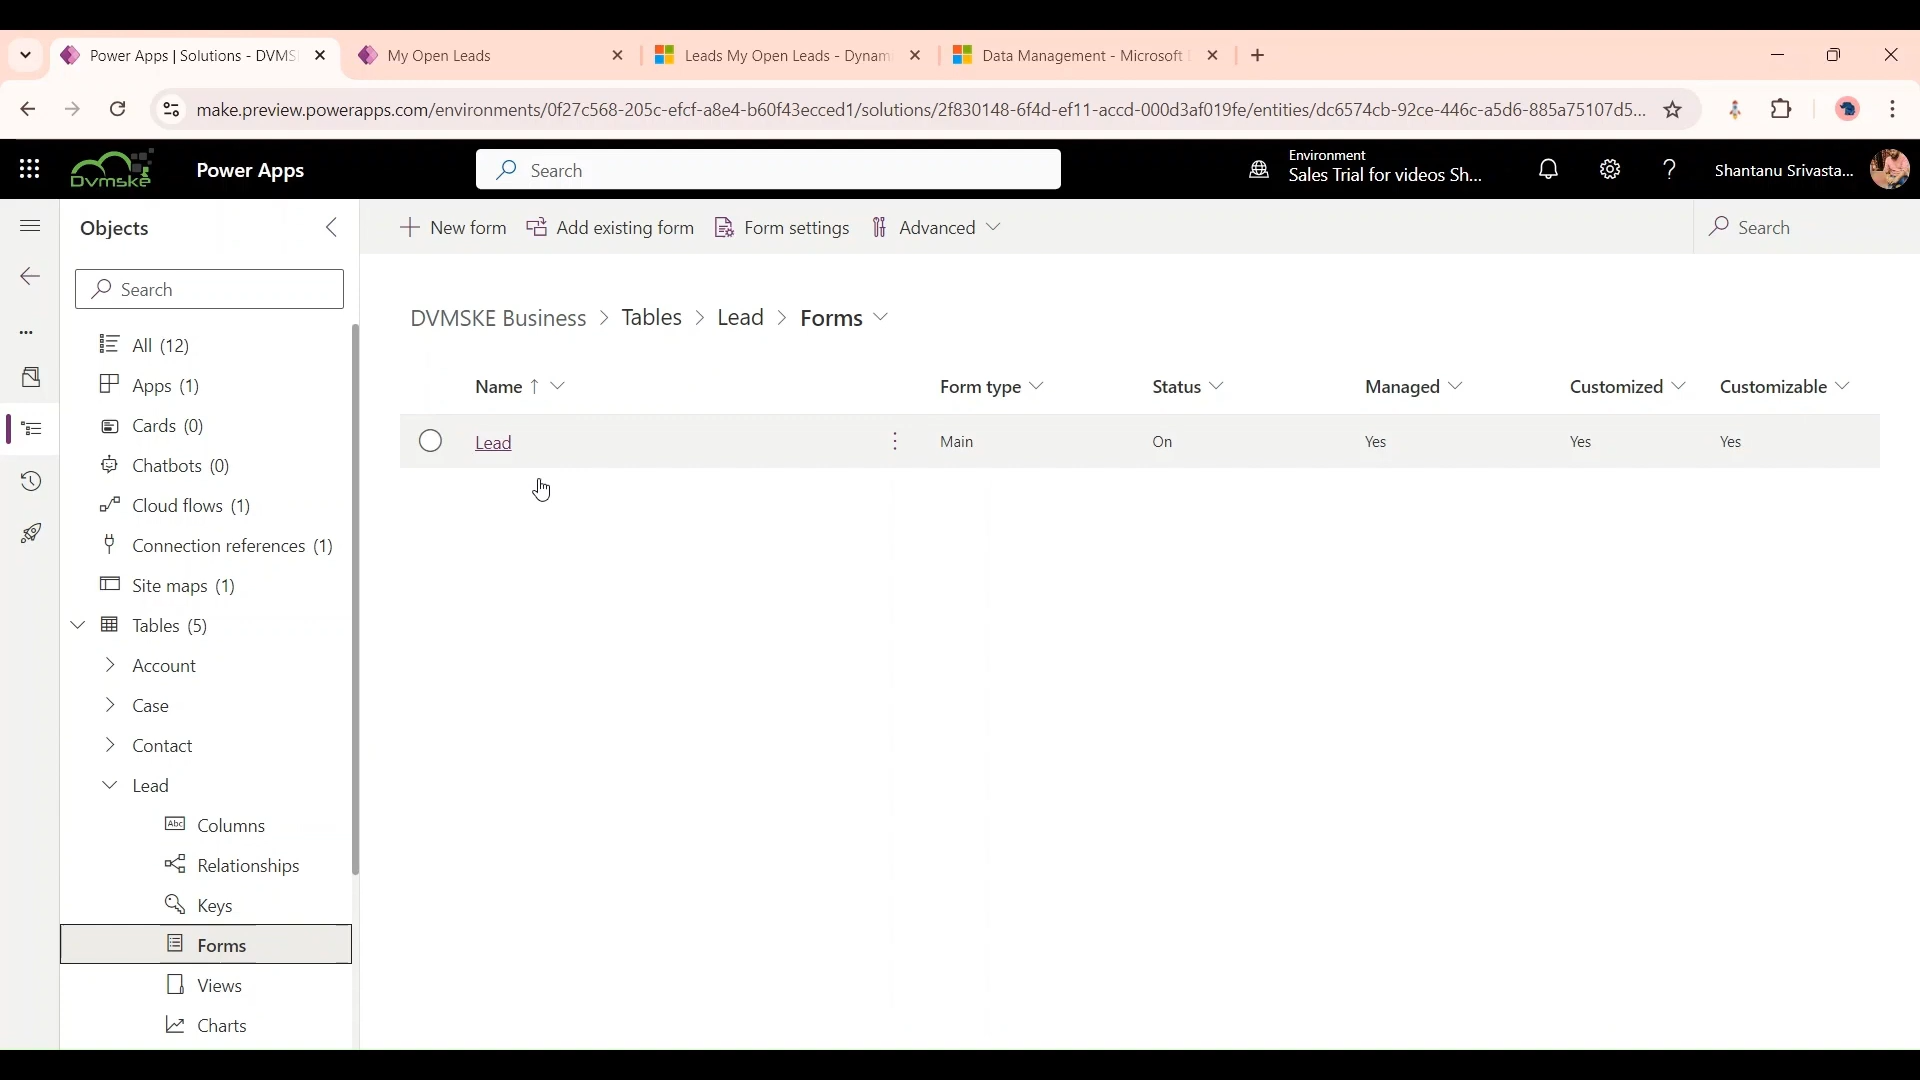 Power Apps | Solutions - DVMS
My Open Leads
Leads My Open Leads - Dynam
Data Management - Microsoft
make.preview.powerapps.com/environments/0f27c568-205c-efcf-a8e4-b60f43ecced1/solutions/2f830148-6f4d-ef11-accd-000d3af019fe/entities/dc6574cb-92ce-446c-a5d6-885a75107d5...
Dvmske
Power Apps
Search
Environment
Sales Trial for videos Sh...
Shantanu Srivasta...
Objects
New form
Add existing form
Form settings
Advanced
Search
Search
DVMSKE Business > Tables > Lead > Forms
All (12)
Apps (1)
Cards (0)
Chatbots (0)
Cloud flows (1)
Connection references (1)
Site maps (1)
Tables (5)
Account
Case
Contact
Lead
Abc Columns
Relationships
Keys
Forms
Views
Charts
Name ↑ Form type Status Managed Customized Customizable
Lead Main On Yes Yes Yes